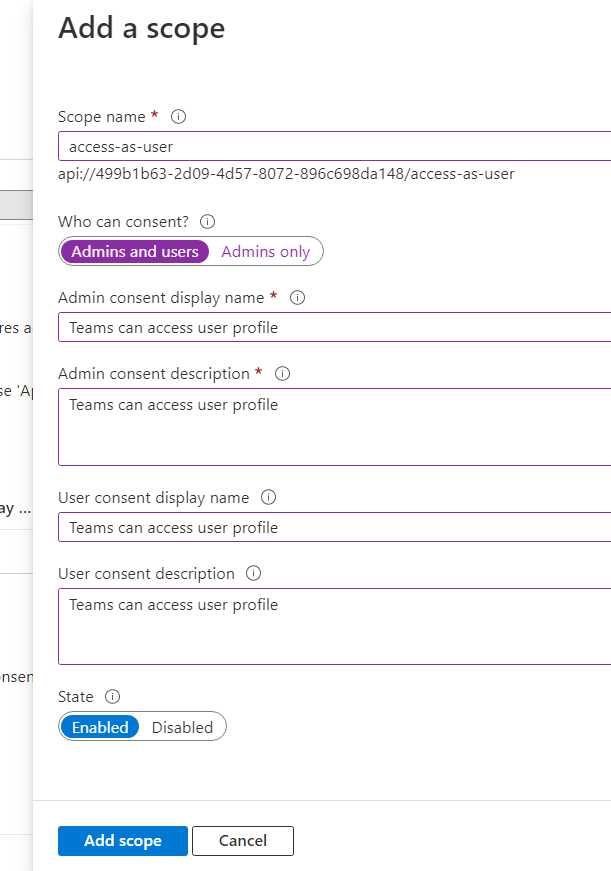 Add a scope
Scope name *
access-as-user
api://499b1b63-2d09-4d57-8072-896c698da148/access-as-user
Who can consent?
Admins and users Admins only
Admin consent display name *
res a
Teams can access user profile
Admin consent description *
se 'Ap
Teams can access user profile
User consent display name
ay ...
Teams can access user profile
User consent description
Teams can access user profile
onsen
State
Enabled Disabled
Add scope Cancel